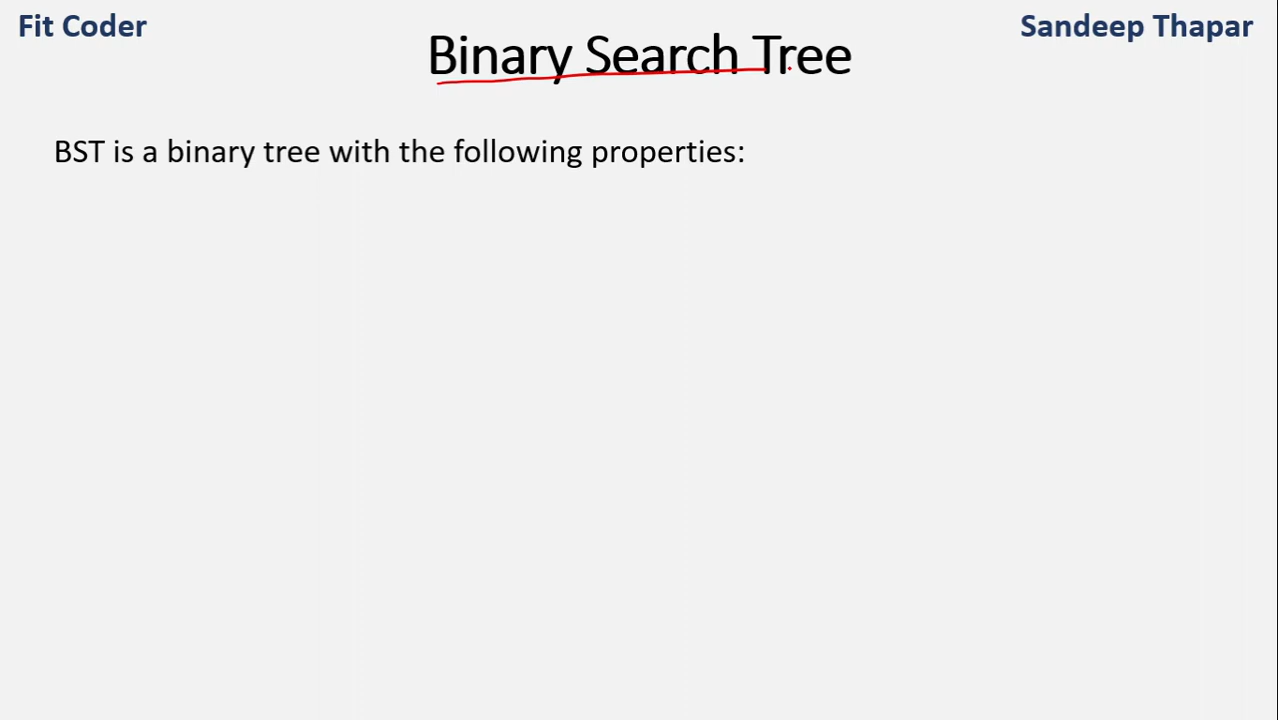 Fit Coder
Sandeep Thapar
Binary Search Tree
BST is a binary tree with the following properties: